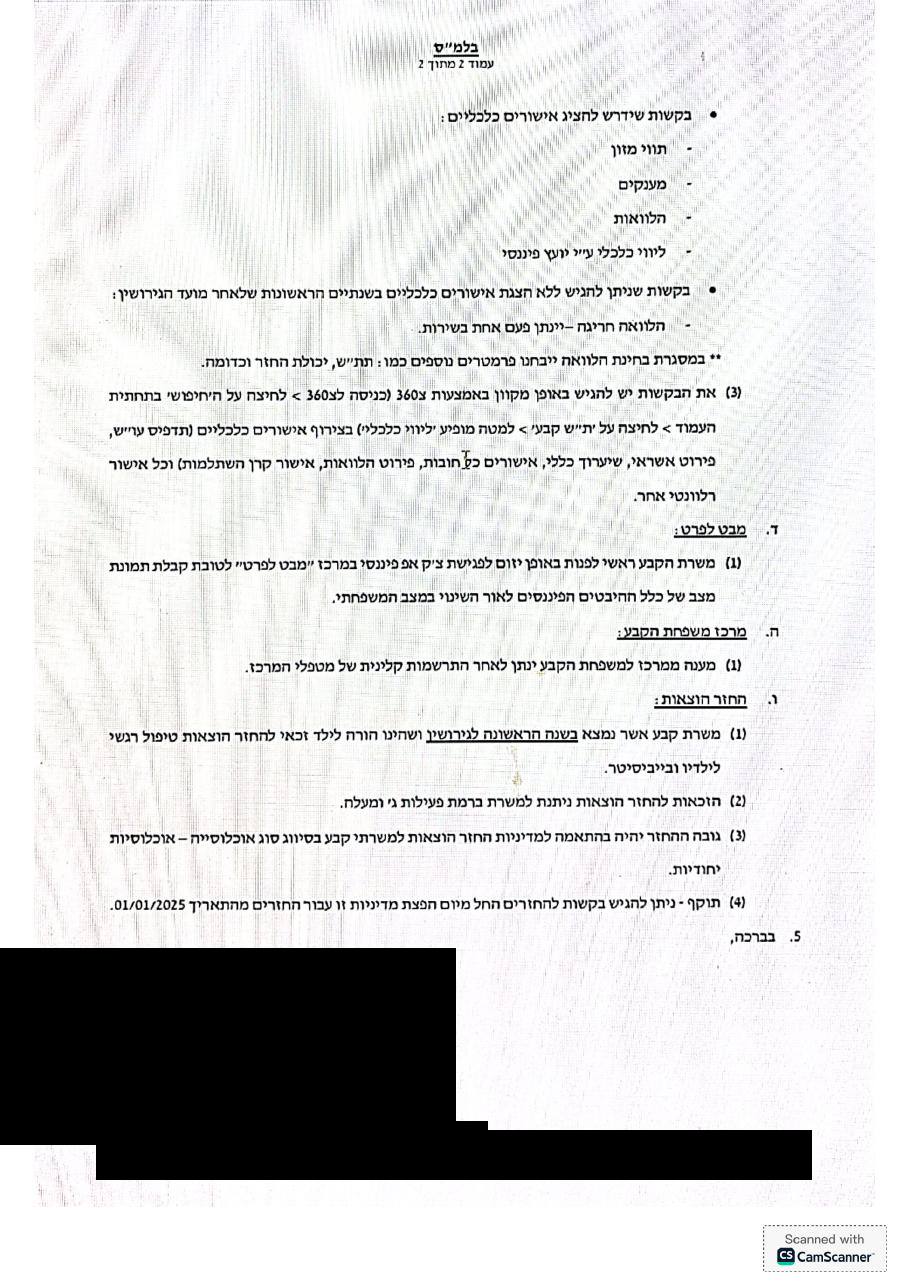 בלמ"ס
עמוד 2 מתוך 2
• בקשות שידרש להציג אישורים כלכליים:
- תווי מזון
- מענקים
- הלוואות
- ליווי כלכלי ע"י יועץ פיננסי
• בקשות שניתן להגיש ללא הצגת אישורים כלכליים בשנתיים הראשונות שלאחר מועד הגירושין:
- הלוואה חריגה –יינתן פעם אחת בשירות.
** במסגרת בחינת הלוואה ייבחנו פרמטרים נוספים כמו: תת"ש, יכולת החזר וכדומה.
(3) את הבקשות יש להגיש באופן מקוון באמצעות צ360 (כניסה לצ360 > לחיצה על ה'חיפוש' בתחתית
העמוד > לחיצה על 'ת"ש קבע' > למטה מופיע 'ליווי כלכלי') בצירוף אישורים כלכליים (תדפיס עו"ש,
פירוט אשראי, שיערוך כללי, אישורים כל חובות, פירוט הלוואות, אישור קרן השתלמות) וכל אישור
רלוונטי אחר.
ד. מבט לפרט:
(1) משרת הקבע ראשי לפנות באופן יזום לפגישת צ'ק אפ פיננסי במרכז "מבט לפרט" לטובת קבלת תמונת
מצב של כלל ההיבטים הפיננסים לאור השינוי במצב המשפחתי.
ה. מרכז משפחת הקבע:
(1) מענה ממרכז למשפחת הקבע ינתן לאחר התרשמות קלינית של מטפלי המרכז.
ו. החזר הוצאות:
(1) משרת קבע אשר נמצא בשנה הראשונה לגירושין ושהינו הורה לילד זכאי להחזר הוצאות טיפול רגשי
לילדיו ובייביסיטר.
(2) הזכאות להחזר הוצאות ניתנת למשרת ברמת פעילות ג' ומעלה.
(3) גובה ההחזר יהיה בהתאמה למדיניות החזר הוצאות למשרתי קבע בסיווג סוג אוכלוסייה – אוכלוסיות
יחודיות.
(4) תוקף - ניתן להגיש בקשות להחזרים החל מיום הפצת מדיניות זו עבור החזרים מהתאריך 01/01/2025.
5. בברכה,
Scanned with
CS CamScanner